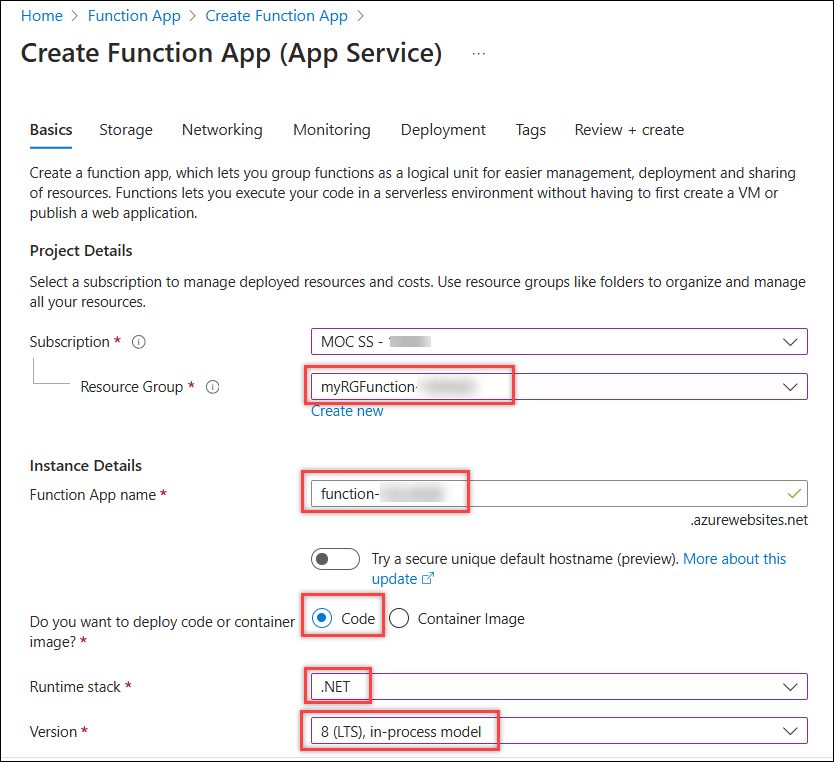 Home > Function App > Create Function App >
Create Function App (App Service) ...
Basics Storage Networking Monitoring Deployment Tags Review + create
Create a function app, which lets you group functions as a logical unit for easier management, deployment and sharing
of resources. Functions lets you execute your code in a serverless environment without having to first create a VM or
publish a web application.
Project Details
Select a subscription to manage deployed resources and costs. Use resource groups like folders to organize and manage
all your resources.
Subscription * MOC SS -
Resource Group * myRGFunction-
Create new
Instance Details
Function App name * function-
.azurewebsites.net
Try a secure unique default hostname (preview). More about this
update
Do you want to deploy code or container
image? *
Code Container Image
Runtime stack * .NET
Version * 8 (LTS), in-process model